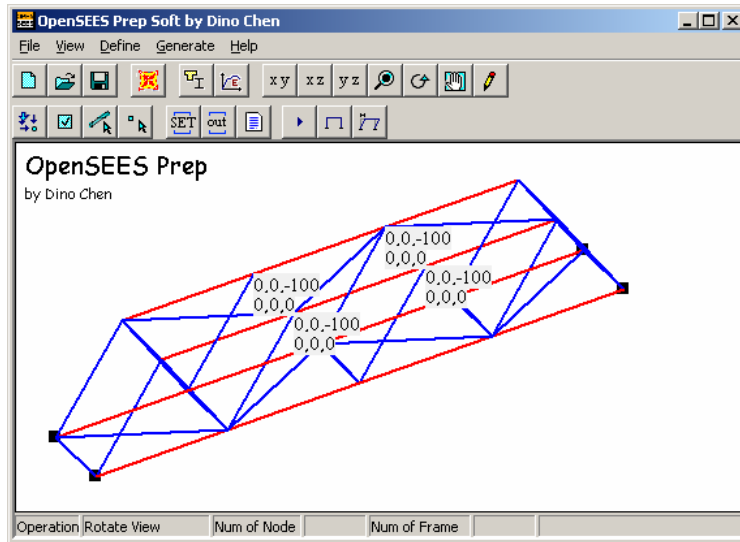 OpenSEES Prep Soft by Dino Chen
File View Define Generate Help
xy xz yz
SET out
OpenSEES Prep
by Dino Chen
0,0,-100
0,0,0
0,0,-100
0,0,0
0,0,-100
0,0,0
0,0,-100
0,0,0
Operation Rotate View Num of Node Num of Frame